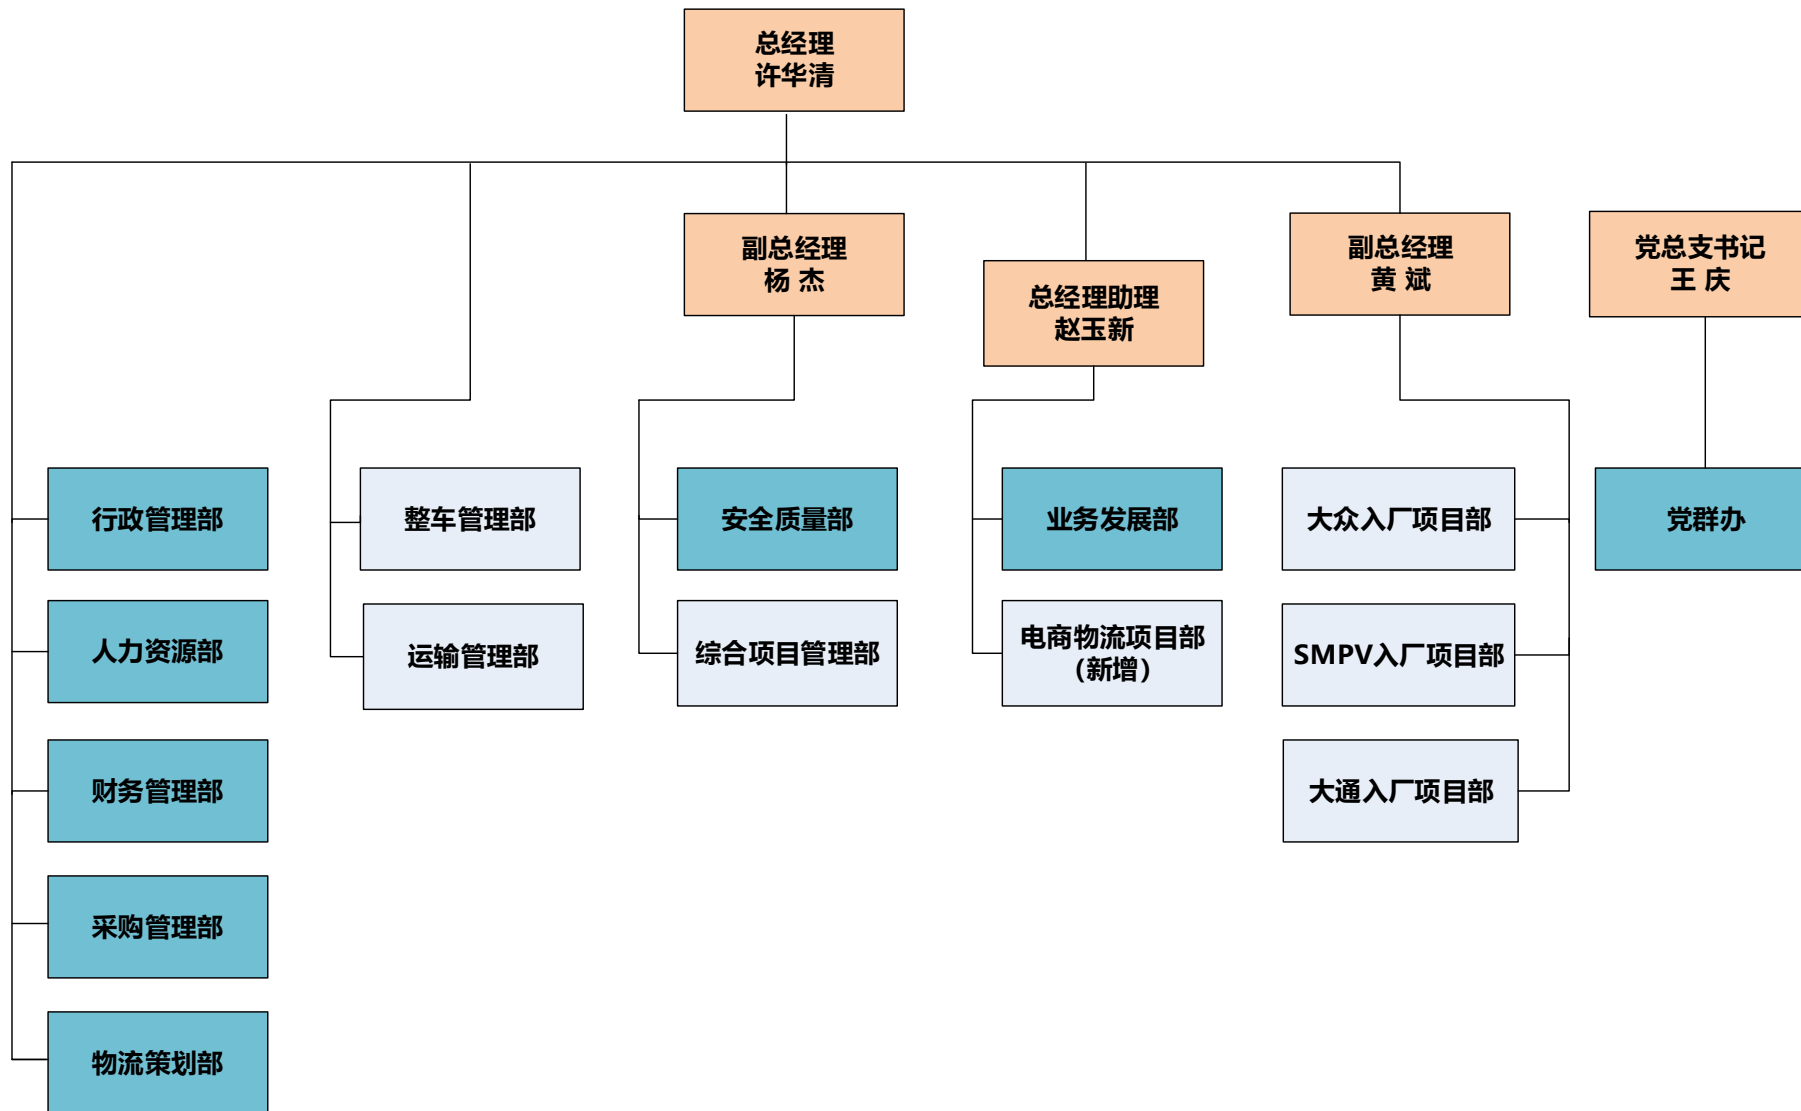 总经理
许华清
副总经理
杨 杰
总经理助理
赵玉新
副总经理
黄 斌
党总支书记
王 庆
行政管理部
整车管理部
安全质量部
业务发展部
大众入厂项目部
党群办
人力资源部
运输管理部
综合项目管理部
电商物流项目部
（新增）
SMPV入厂项目部
财务管理部
大通入厂项目部
采购管理部
物流策划部